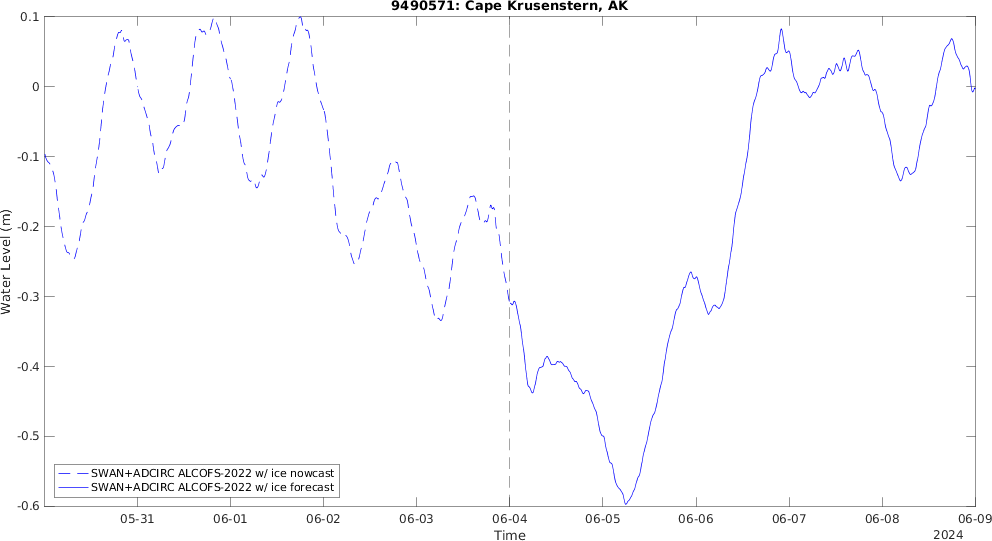 9490571: Cape Krusenstern, AK
Water Level (m)
0.1
0
-0.1
-0.2
-0.3
-0.4
-0.5
-0.6
SWAN+ADCIRC ALCOFS-2022 w/ ice nowcast
SWAN+ADCIRC ALCOFS-2022 w/ ice forecast
05-31 06-01 06-02 06-03 06-04 06-05 06-06 06-07 06-08 06-09
Time
2024